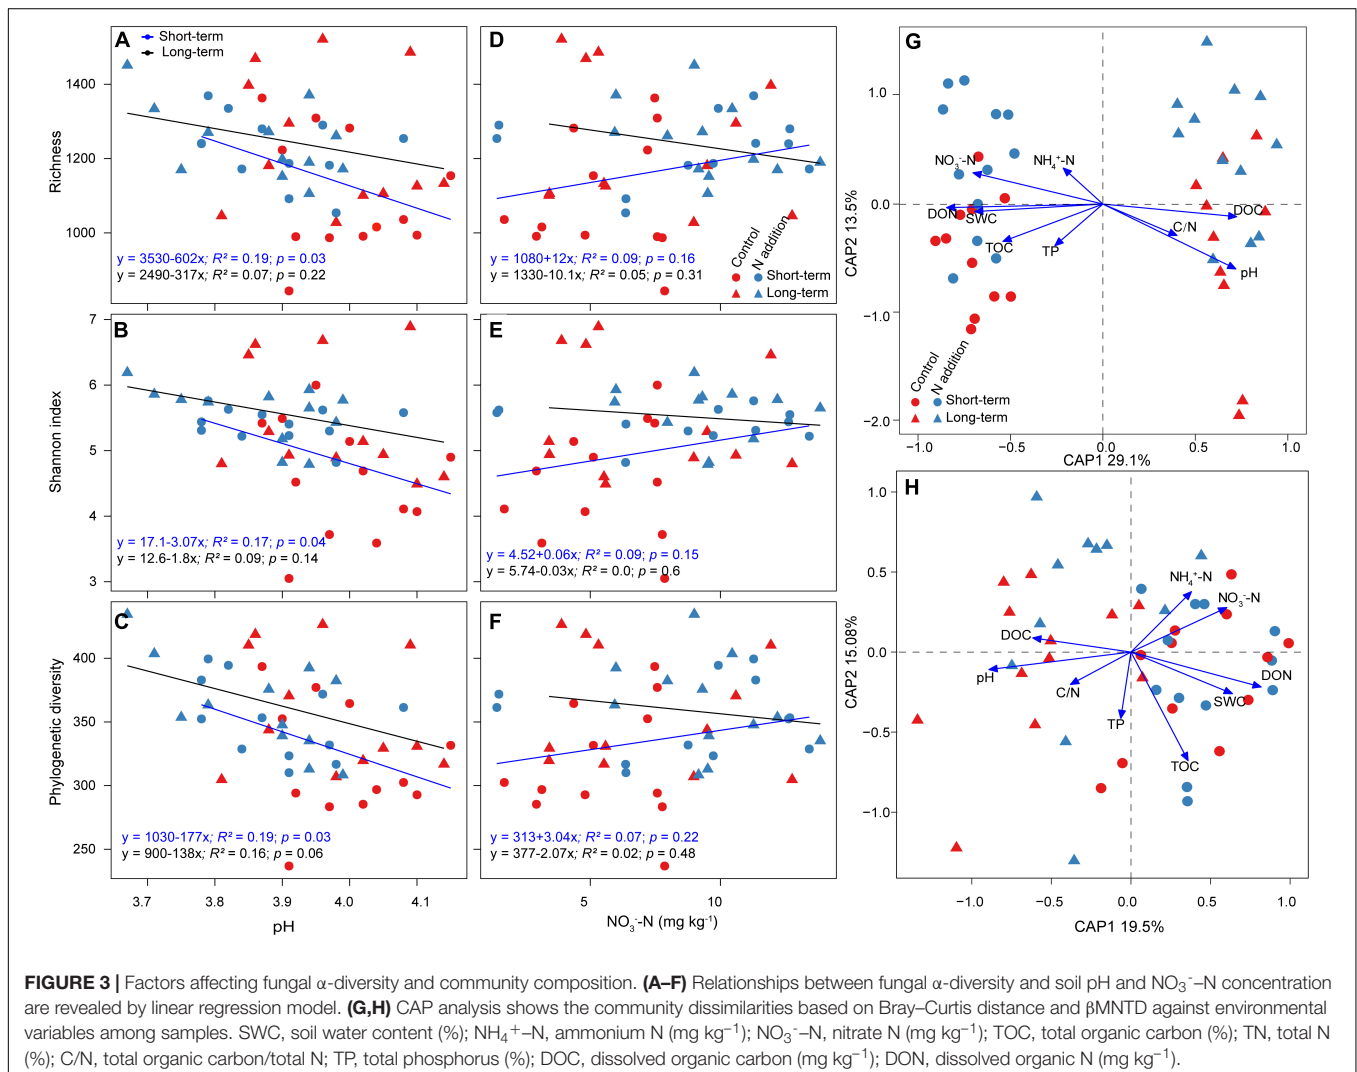 A
Short-term
Long-term
Richness
1400
1200
1000
y = 3530-602x; R² = 0.19; p = 0.03
y = 2490-317x; R² = 0.07; p = 0.22
D
y = 1080+12x; R² = 0.09; p = 0.16
y = 1330-10.1x; R² = 0.05; p = 0.31
Control
N addition
Short-term
Long-term
B
Shannon index
7
6
5
4
3
y = 17.1-3.07x; R² = 0.17; p = 0.04
y = 12.6-1.8x; R² = 0.09; p = 0.14
E
y = 4.52+0.06x; R² = 0.09; p = 0.15
y = 5.74-0.03x; R² = 0.0; p = 0.6
C
Phylogenetic diversity
400
350
300
250
y = 1030-177x; R² = 0.19; p = 0.03
y = 900-138x; R² = 0.16; p = 0.06
3.7 3.8 3.9 4.0 4.1
pH
F
y = 313+3.04x; R² = 0.07; p = 0.22
y = 377-2.07x; R² = 0.02; p = 0.48
5 10
NO₃⁻-N (mg kg⁻¹)
G
CAP2 13.5%
1.0
0.0
−1.0
−2.0
NO₃⁻-N
NH₄⁺-N
DON
SWC
TOC
TP
DOC
C/N
pH
Control
N addition
Short-term
Long-term
−1.0 −0.5 0.0 0.5 1.0
CAP1 29.1%
H
CAP2 15.08%
1.0
0.5
0.0
−0.5
−1.0
NH₄⁺-N
NO₃⁻-N
DOC
pH
C/N
TP
TOC
SWC
DON
−1.0 −0.5 0.0 0.5 1.0
CAP1 19.5%
FIGURE 3 | Factors affecting fungal α-diversity and community composition. (A–F) Relationships between fungal α-diversity and soil pH and NO₃⁻–N concentration
are revealed by linear regression model. (G,H) CAP analysis shows the community dissimilarities based on Bray–Curtis distance and βMNTD against environmental
variables among samples. SWC, soil water content (%); NH₄⁺–N, ammonium N (mg kg⁻¹); NO₃⁻–N, nitrate N (mg kg⁻¹); TOC, total organic carbon (%); TN, total N
(%); C/N, total organic carbon/total N; TP, total phosphorus (%); DOC, dissolved organic carbon (mg kg⁻¹); DON, dissolved organic N (mg kg⁻¹).